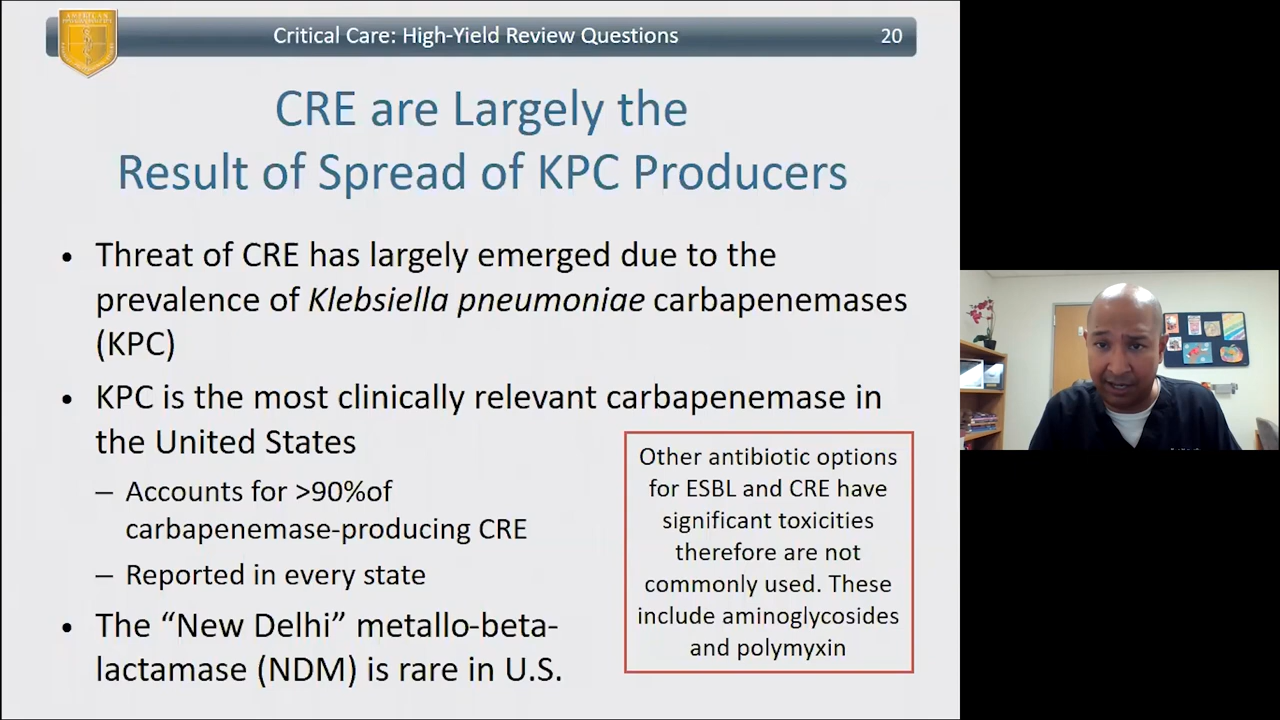 Critical Care: High-Yield Review Questions
20
CRE are Largely the
Result of Spread of KPC Producers
• Threat of CRE has largely emerged due to the
prevalence of Klebsiella pneumoniae carbapenemases
(KPC)
• KPC is the most clinically relevant carbapenemase in
the United States
– Accounts for >90%of
carbapenemase-producing CRE
– Reported in every state
• The “New Delhi” metallo-beta-
lactamase (NDM) is rare in U.S.
Other antibiotic options
for ESBL and CRE have
significant toxicities
therefore are not
commonly used. These
include aminoglycosides
and polymyxin